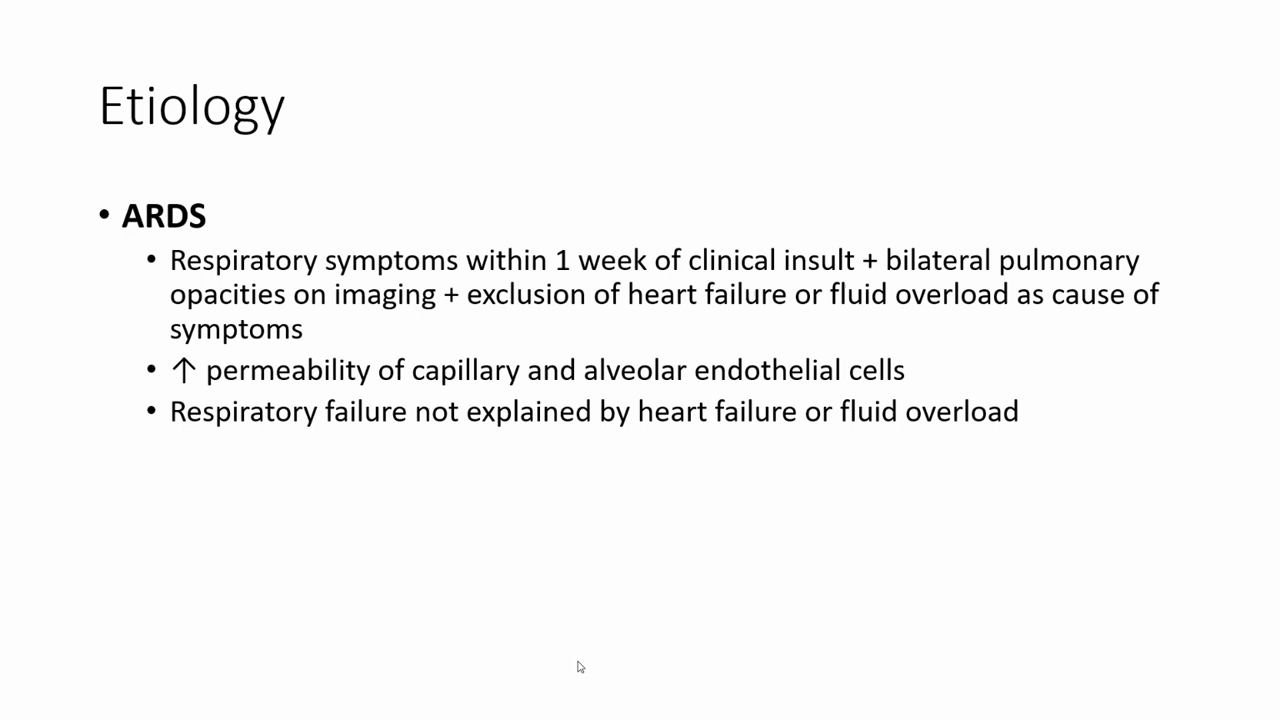 Etiology
• ARDS
• Respiratory symptoms within 1 week of clinical insult + bilateral pulmonary
opacities on imaging + exclusion of heart failure or fluid overload as cause of
symptoms
• ↑ permeability of capillary and alveolar endothelial cells
• Respiratory failure not explained by heart failure or fluid overload